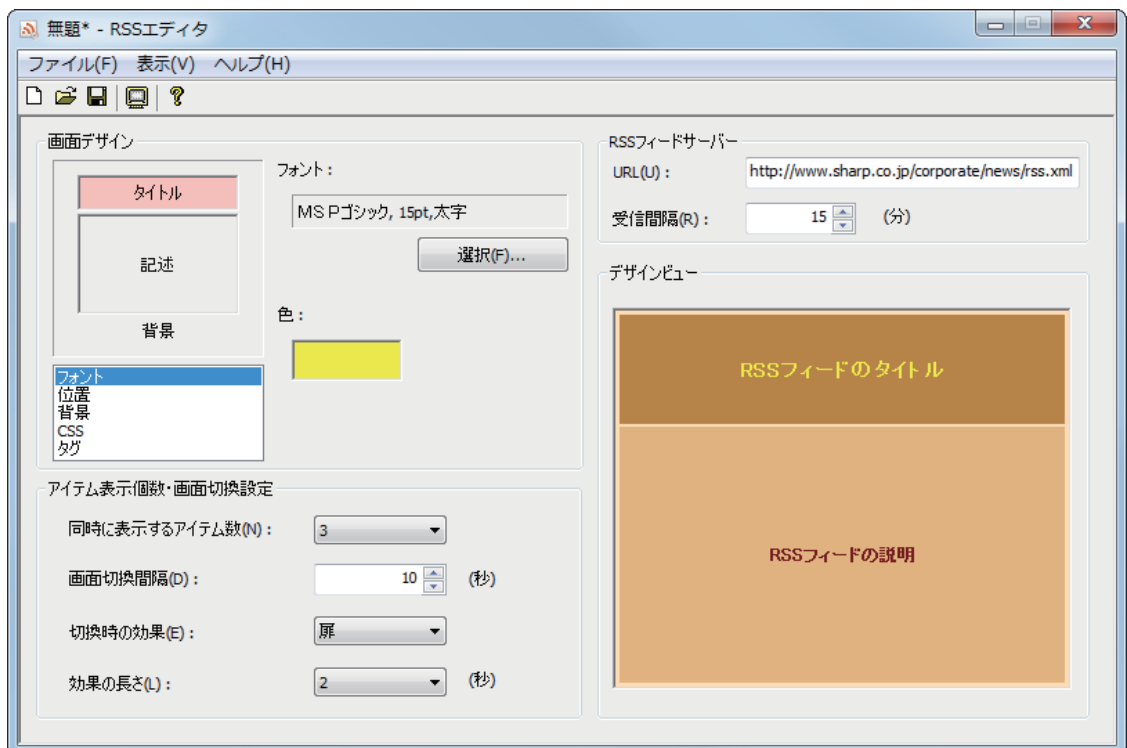 無題* - RSSエディタ
ファイル(F) 表示(V) ヘルプ(H)
画面デザイン
タイトル
記述
背景
フォント
位置
背景
CSS
タグ
フォント :
MS Pゴシック, 15pt,太字
選択(F)...
色 :
アイテム表示個数・画面切換設定
同時に表示するアイテム数(N) : 3
画面切換間隔(D) : 10 (秒)
切換時の効果(E) : 扉
効果の長さ(L) : 2 (秒)
RSSフィードサーバー
URL(U) : http://www.sharp.co.jp/corporate/news/rss.xml
受信間隔(R) : 15 (分)
デザインビュー
RSSフィードのタイトル
RSSフィードの説明